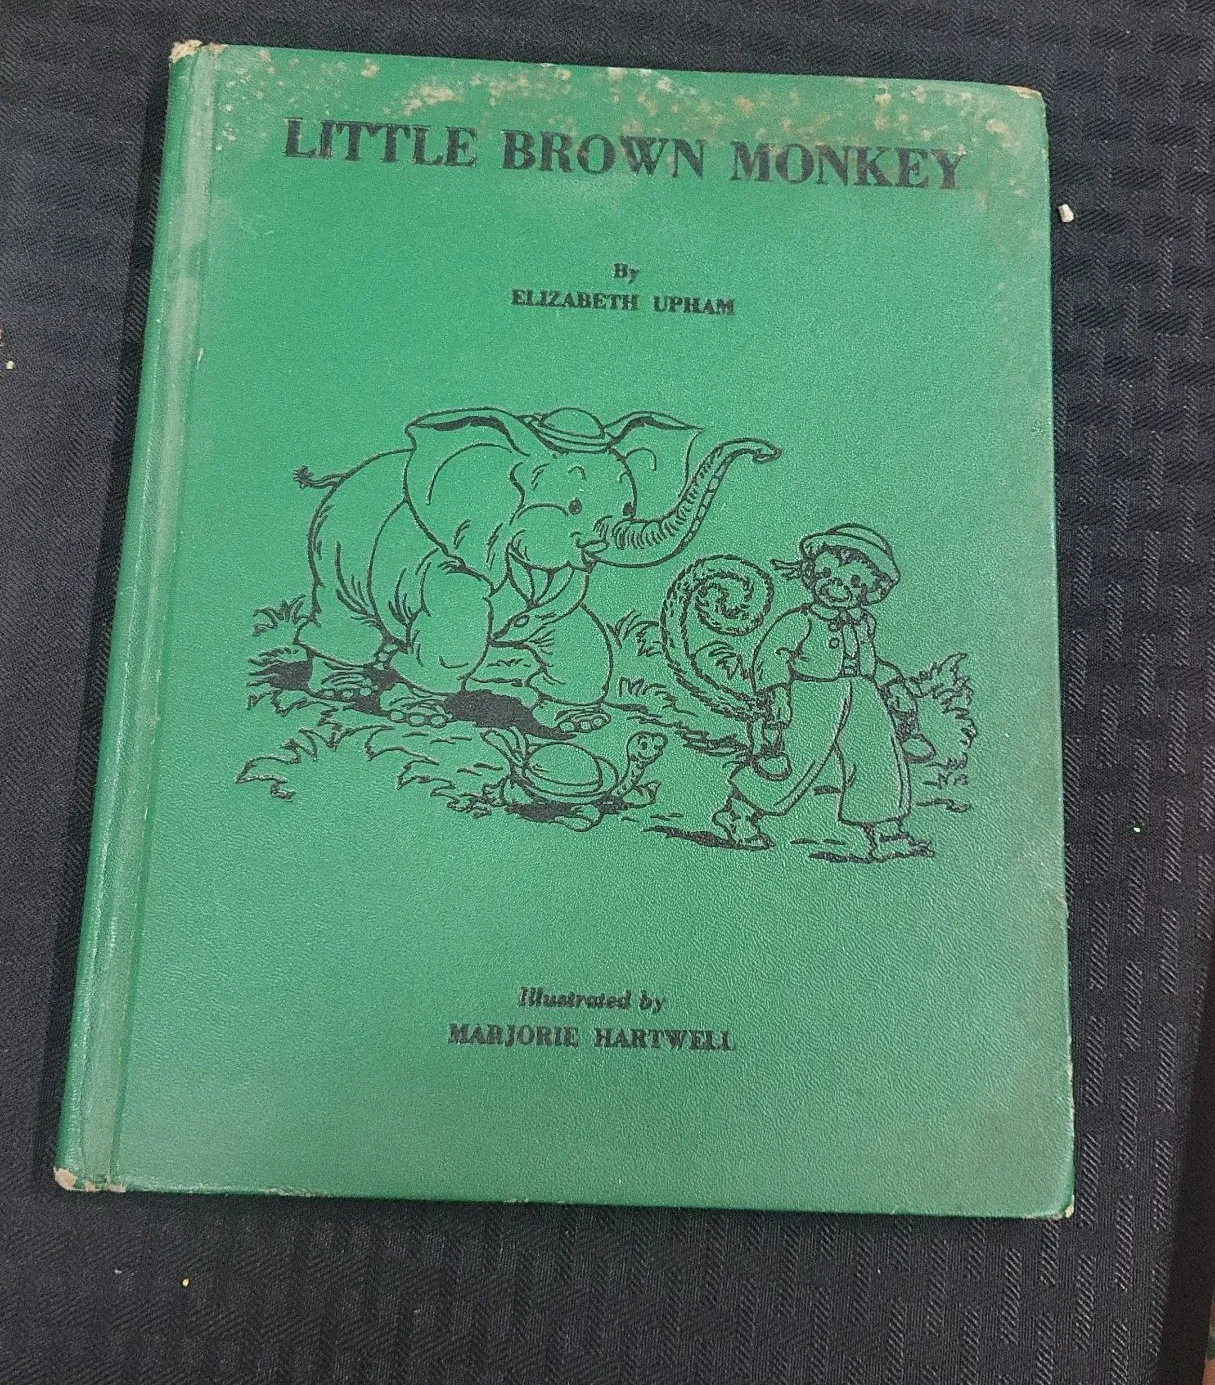 LITTLE BROWN MONKEY
By
ELIZABETH UPHAM
Illustrated by
MARJORIE HARTWELL